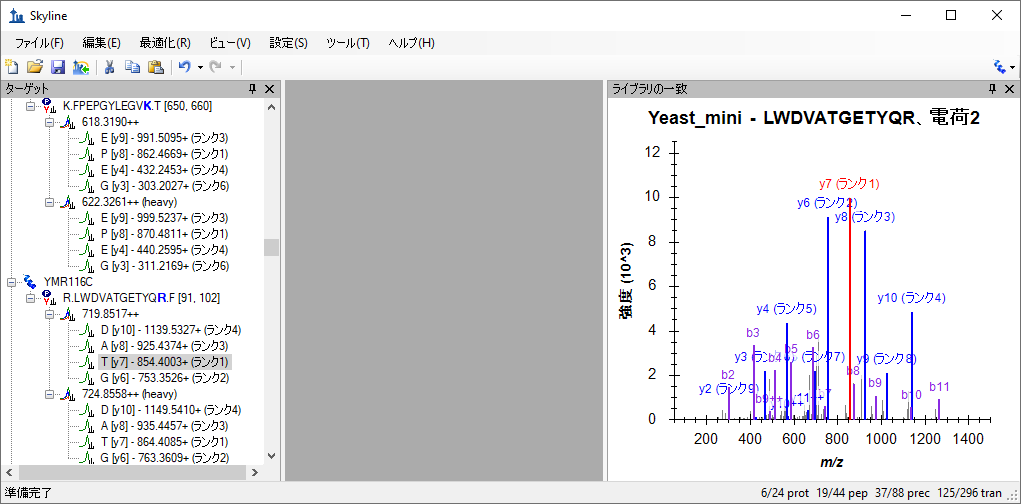 Skyline
ファイル(F) 編集(E) 最適化(R) ビュー(V) 設定(S) ツール(T) ヘルプ(H)
ターゲット
K.FPEPGYLEGVK.T [650, 660]
618.3190++
E [y9] - 991.5095+ (ランク3)
P [y8] - 862.4669+ (ランク1)
E [y4] - 432.2453+ (ランク4)
G [y3] - 303.2027+ (ランク6)
622.3261++ (heavy)
E [y9] - 999.5237+ (ランク3)
P [y8] - 870.4811+ (ランク1)
E [y4] - 440.2595+ (ランク4)
G [y3] - 311.2169+ (ランク6)
YMR116C
R.LWDVATGETYQR.F [91, 102]
719.8517++
D [y10] - 1139.5327+ (ランク4)
A [y8] - 925.4374+ (ランク3)
T [y7] - 854.4003+ (ランク1)
G [y6] - 753.3526+ (ランク2)
724.8558++ (heavy)
D [y10] - 1149.5410+ (ランク4)
A [y8] - 935.4457+ (ランク3)
T [y7] - 864.4085+ (ランク1)
G [y6] - 763.3609+ (ランク2)
ライブラリの一致
Yeast_mini - LWDVATGETYQR、電荷2
12
10
8
6
4
2
0
強度 (10^3)
y7 (ランク1)
y6 (ランク2)
y8 (ランク3)
y10 (ランク4)
y4 (ランク5)
b3
b6
b5
y3
b4
ランク7)
y9 (ランク8)
b2
b8
y2 (ランク9)
b9
b10
b11
200 400 600 800 1000 1200 1400
m/z
準備完了
6/24 prot 19/44 pep 37/88 prec 125/296 tran